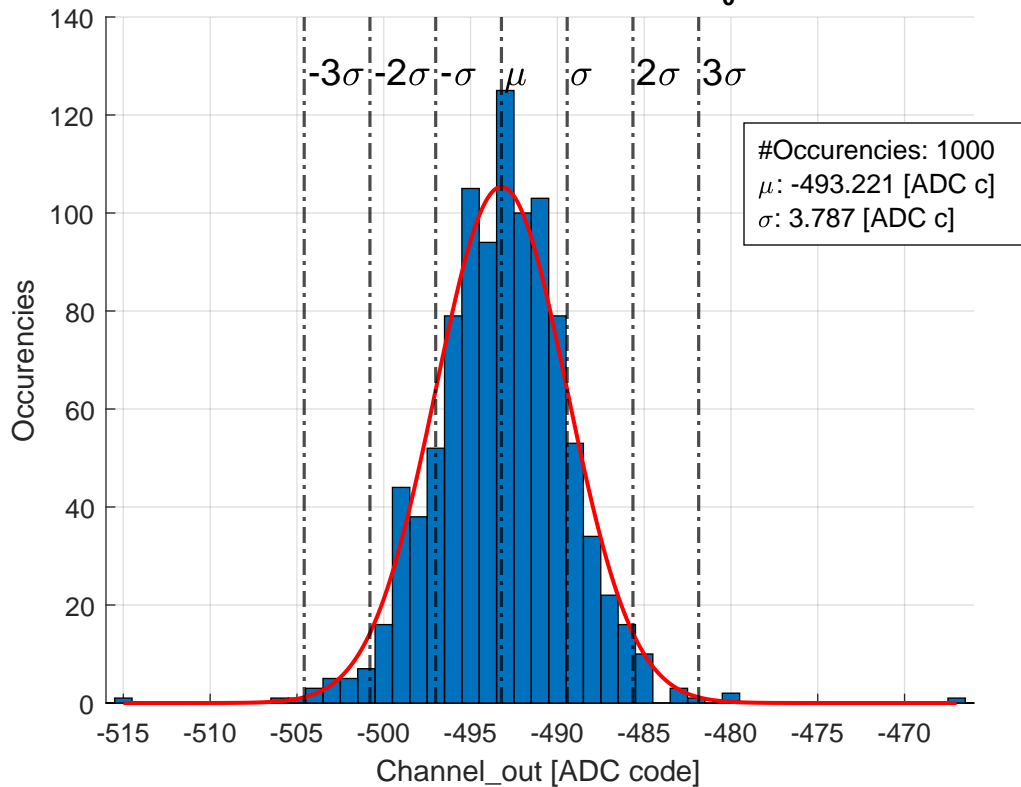 0
140
120
100
80
60
40
20
0
-3σ -2σ -σ μ σ 2σ 3σ
#Occurencies: 1000
μ: -493.221 [ADC c]
σ: 3.787 [ADC c]
Occurencies
-515 -510 -505 -500 -495 -490 -485 -480 -475 -470
Channel_out [ADC code]